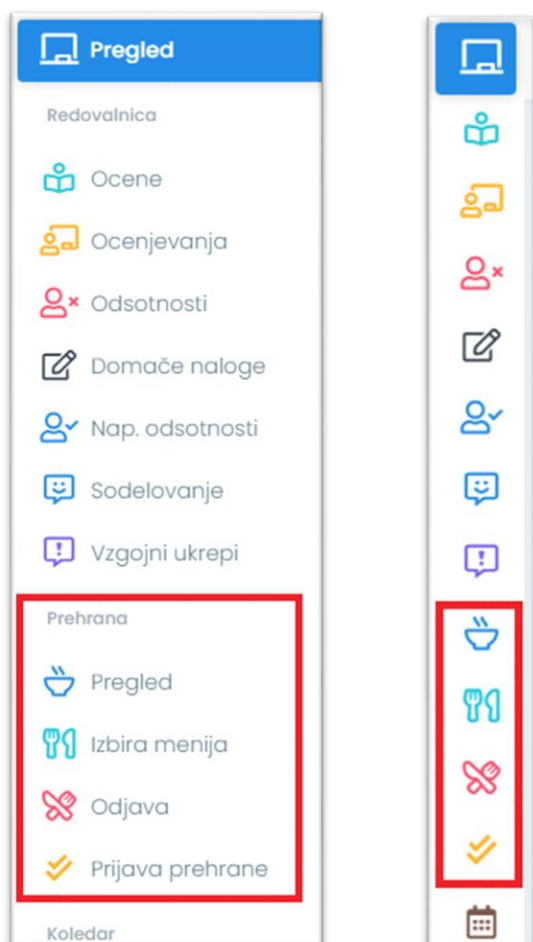 Pregled
Redovalnica
Ocene
Ocenjevanja
Odsotnosti
Domače naloge
Nap. odsotnosti
Sodelovanje
Vzgojni ukrepi
Prehrana
Pregled
Izbira menija
Odjava
Prijava prehrane
Koledar